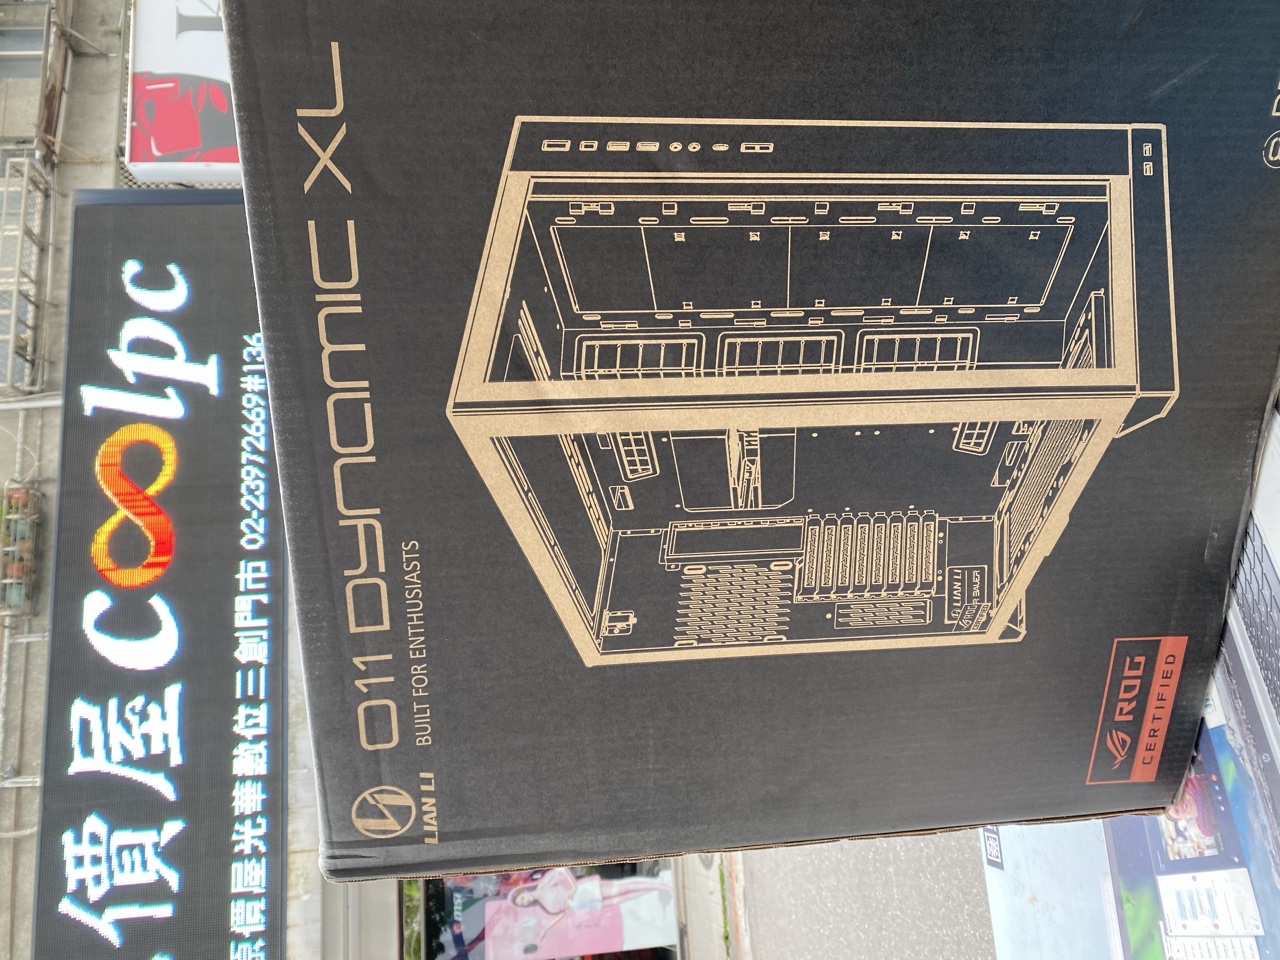 價屋coolpc
原價屋光華數位三創門市 02-23972669#136
O11 DYNAMIC XL
BUILT FOR ENTHUSIASTS
LIAN LI
LIAN LI
ROG
CERTIFIED